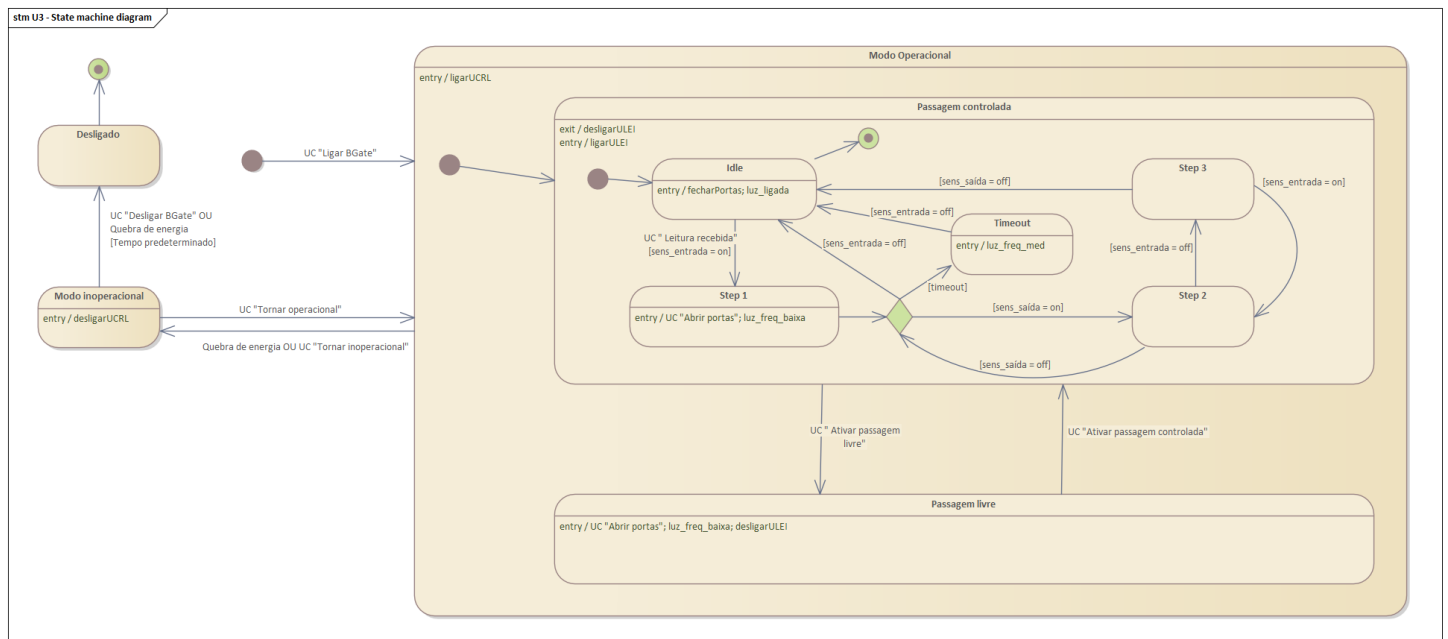 stm U3 - State machine diagram
Modo Operacional
entry / ligarUCRL
Passagem controlada
exit / desligarULEI
entry / ligarULEI
Desligado
UC "Ligar BGate"
Idle
entry / fecharPortas; luz_ligada
Step 3
[sens_saída = off]
[sens_entrada = on]
[sens_entrada = off]
Timeout
entry / luz_freq_med
UC "Desligar BGate" OU
Quebra de energia
[Tempo predeterminado]
UC " Leitura recebida"
[sens_entrada = on]
[sens_entrada = off]
[sens_entrada = off]
[timeout]
Modo inoperacional
entry / desligarUCRL
Step 1
entry / UC "Abrir portas"; luz_freq_baixa
Step 2
[sens_saída = on]
UC "Tornar operacional"
Quebra de energia OU UC "Tornar inoperacional"
[sens_saída = off]
UC " Ativar passagem
livre"
UC "Ativar passagem controlada"
Passagem livre
entry / UC "Abrir portas"; luz_freq_baixa; desligarULEI